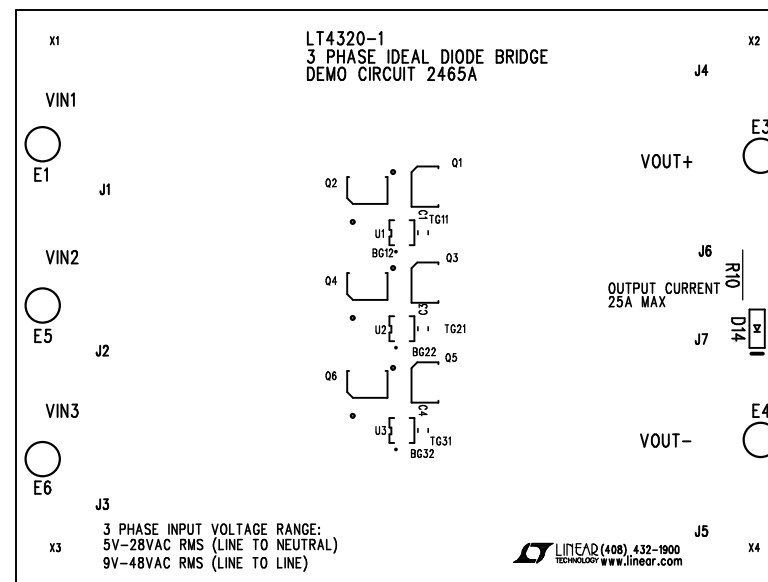 X1
LT4320-1
3 PHASE IDEAL DIODE BRIDGE
DEMO CIRCUIT 2465A
X2
J4
VIN1
E1
J1
E3
VOUT+
Q2
Q1
C1
TG11
U1
BG12
VIN2
E5
J2
Q4
Q3
C3
U2
TG21
BG22
J6
R10
OUTPUT CURRENT
25A MAX
D14
J7
Q6
Q5
C4
U3
TG31
BG32
VIN3
E6
J3
E4
VOUT-
J5
3 PHASE INPUT VOLTAGE RANGE:
5V-28VAC RMS (LINE TO NEUTRAL)
9V-48VAC RMS (LINE TO LINE)
X3
LINEAR (408) 432-1900
TECHNOLOGY www.linear.com
X4